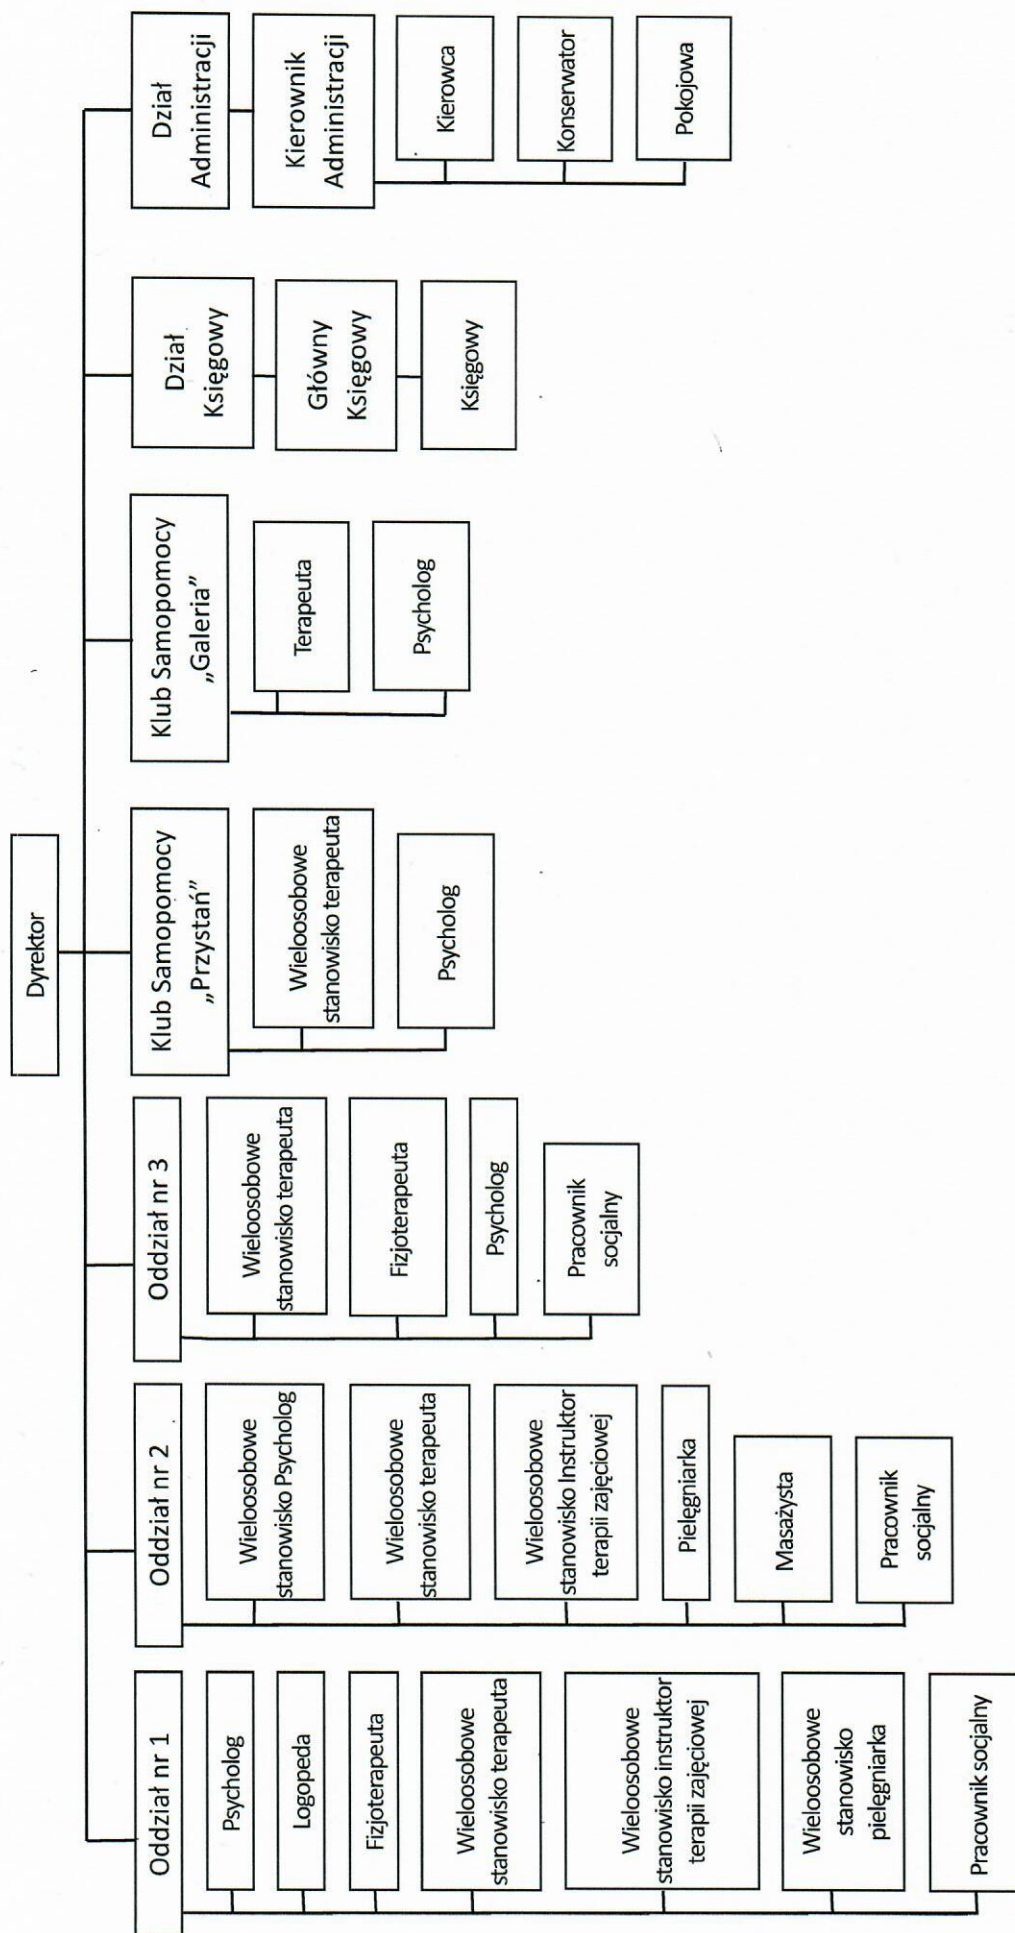 Dyrektor
Oddział nr 1
Psycholog
Logopeda
Fizjoterapeuta
Wieloosobowe
stanowisko terapeuta
Wieloosobowe
stanowisko instruktor
terapii zajęciowej
Wieloosobowe
stanowisko
pielęgniarka
Pracownik socjalny
Oddział nr 2
Wieloosobowe
stanowisko Psycholog
Wieloosobowe
stanowisko terapeuta
Wieloosobowe
stanowisko Instruktor
terapii zajęciowej
Pielęgniarka
Masażysta
Pracownik
socjalny
Oddział nr 3
Wieloosobowe
stanowisko terapeuta
Fizjoterapeuta
Psycholog
Pracownik
socjalny
Klub Samopomocy
„Przystań”
Wieloosobowe
stanowisko terapeuta
Psycholog
Klub Samopomocy
„Galeria”
Terapeuta
Psycholog
Dział
Księgowy
Główny
Księgowy
Księgowy
Dział
Administracji
Kierownik
Administracji
Kierowca
Konserwator
Pokojowa